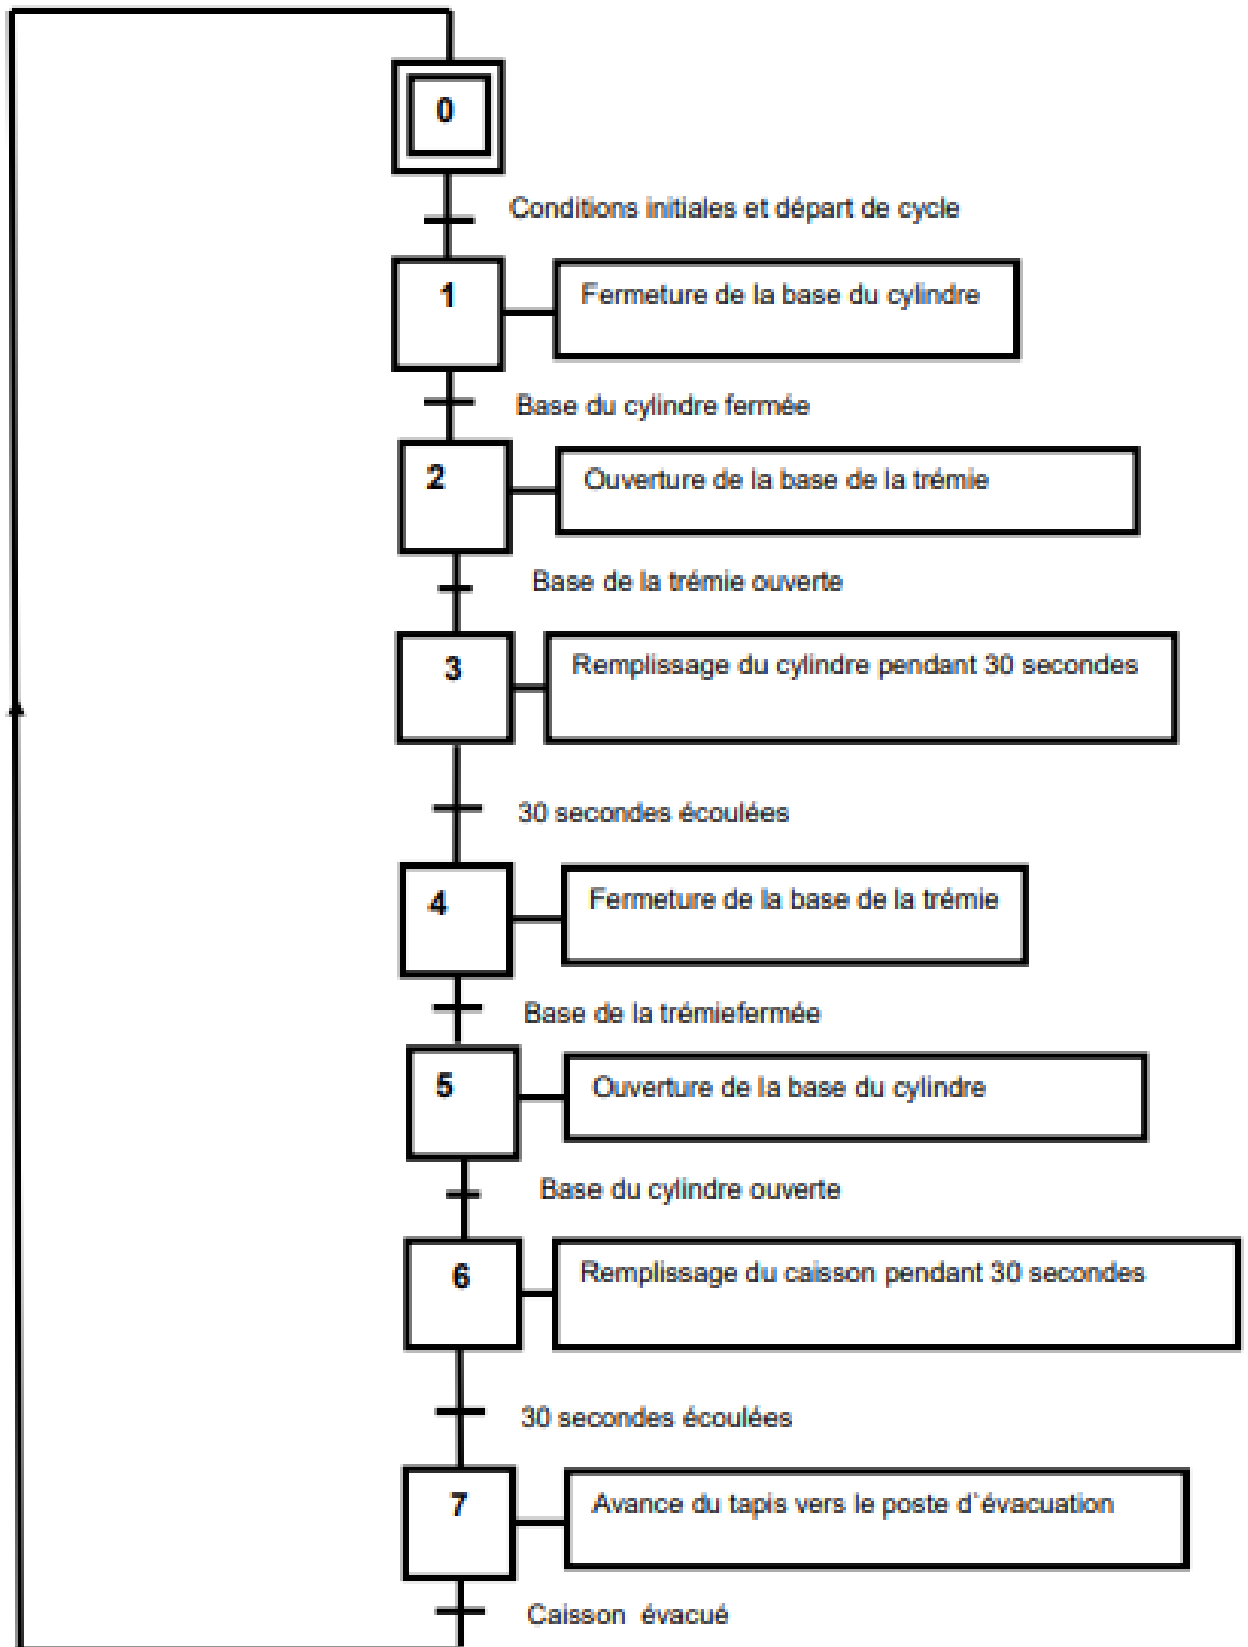 0
Conditions initiales et départ de cycle
1
Fermeture de la base du cylindre
Base du cylindre fermée
2
Ouverture de la base de la trémie
Base de la trémie ouverte
3
Remplissage du cylindre pendant 30 secondes
30 secondes écoulées
4
Fermeture de la base de la trémie
Base de la trémiefermée
5
Ouverture de la base du cylindre
Base du cylindre ouverte
6
Remplissage du caisson pendant 30 secondes
30 secondes écoulées
7
Avance du tapis vers le poste d`évacuation
Caisson évacué